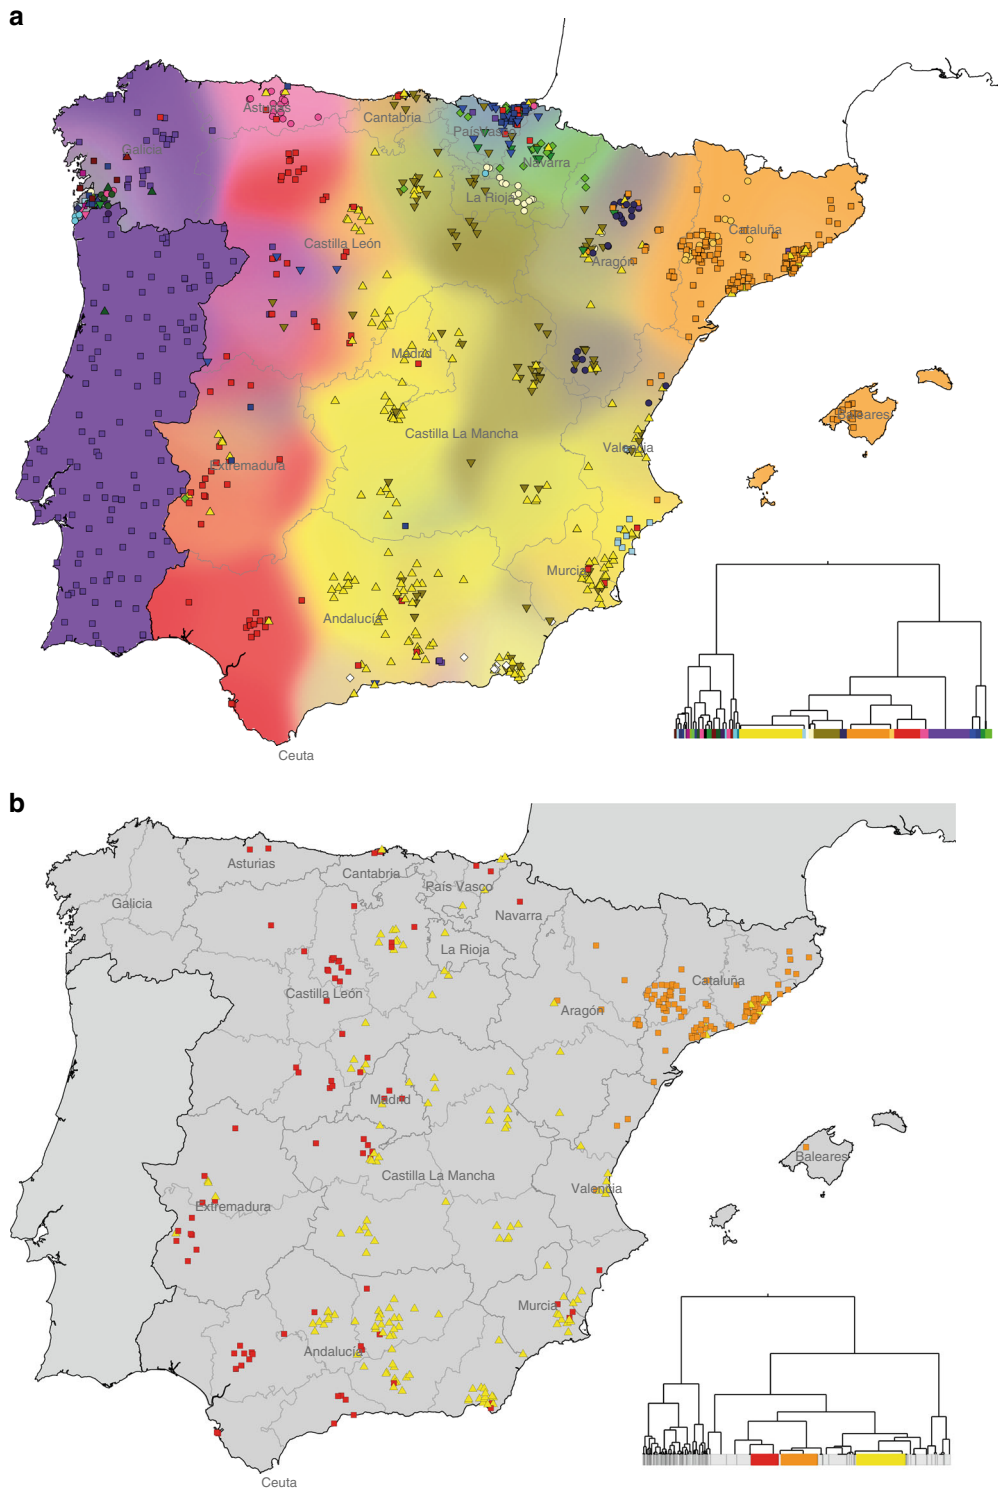 a
Asturias
Cantabria
País Vasco
Galicia
Navarra
La Rioja
Cataluña
Castilla León
Aragón
Madrid
Baleares
Castilla La Mancha
Valencia
Extremadura
Murcia
Andalucía
Ceuta
b
Asturias
Cantabria
País Vasco
Galicia
Navarra
La Rioja
Cataluña
Castilla León
Aragón
Madrid
Baleares
Castilla La Mancha
Valencia
Extremadura
Murcia
Andalucía
Ceuta